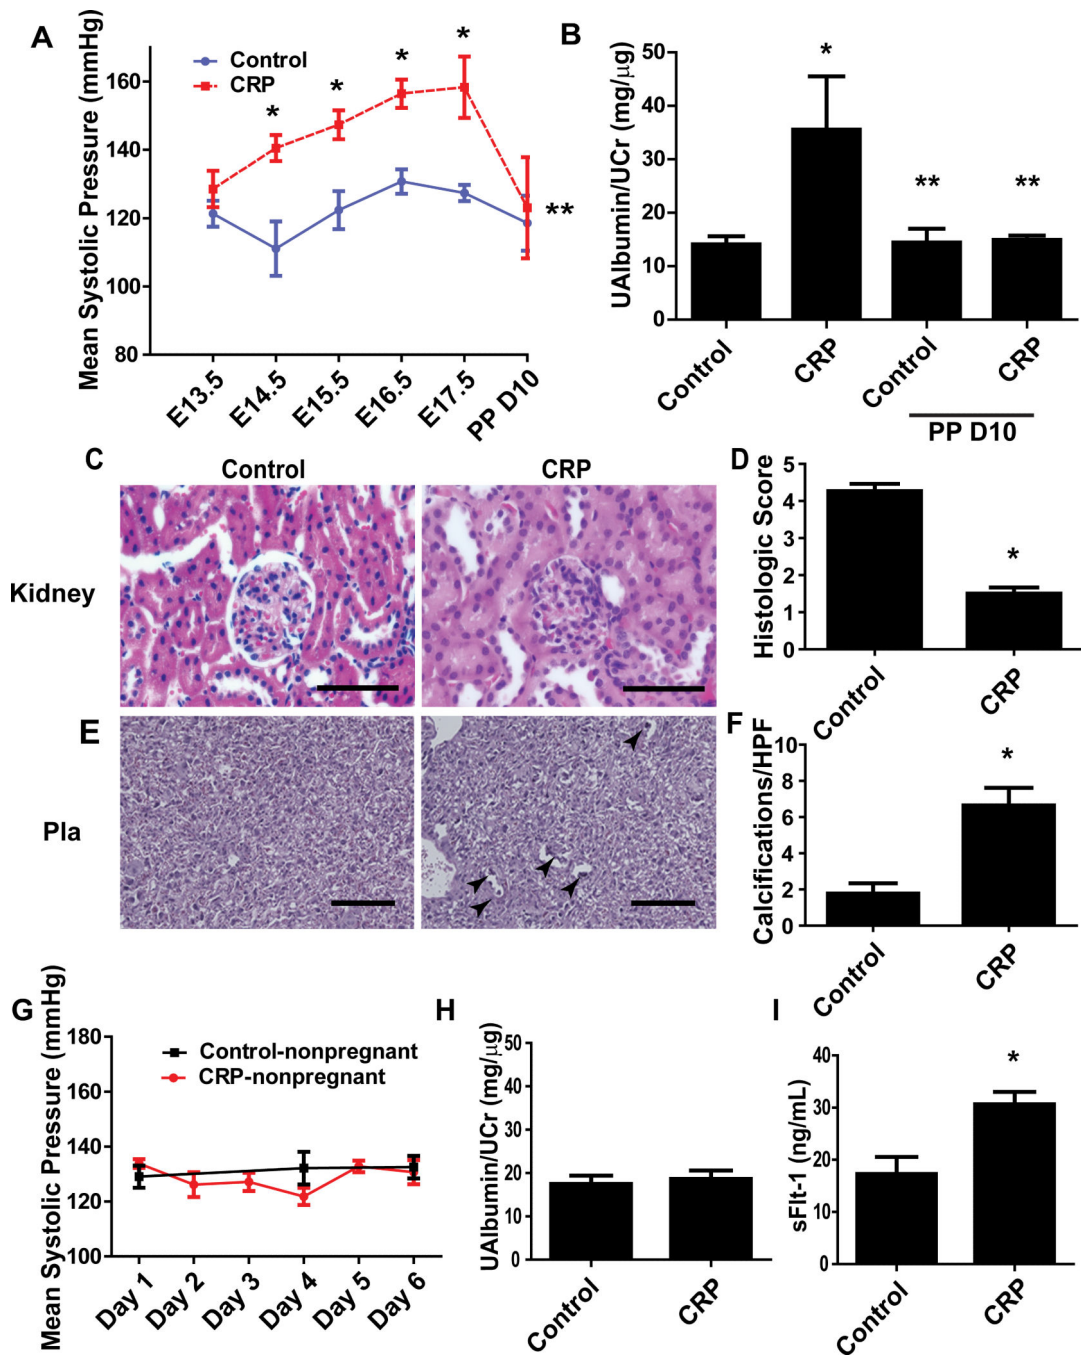 A
Mean Systolic Pressure (mmHg)
160
140
120
100
80
Control
CRP
*
*
*
*
**
E13.5
E14.5
E15.5
E16.5
E17.5
PP D10
B
UAlbumin/UCr (mg/µg)
50
40
30
20
10
0
*
**
**
Control
CRP
Control
CRP
PP D10
C
Control
CRP
Kidney
D
Histologic Score
5
4
3
2
1
0
*
Control
CRP
E
Pla
F
Calcifications/HPF
10
8
6
4
2
0
*
Control
CRP
G
Mean Systolic Pressure (mmHg)
180
160
140
120
100
Control-nonpregnant
CRP-nonpregnant
Day 1
Day 2
Day 3
Day 4
Day 5
Day 6
H
UAlbumin/UCr (mg/µg)
50
40
30
20
10
0
Control
CRP
I
sFlt-1 (ng/mL)
40
30
20
10
0
*
Control
CRP